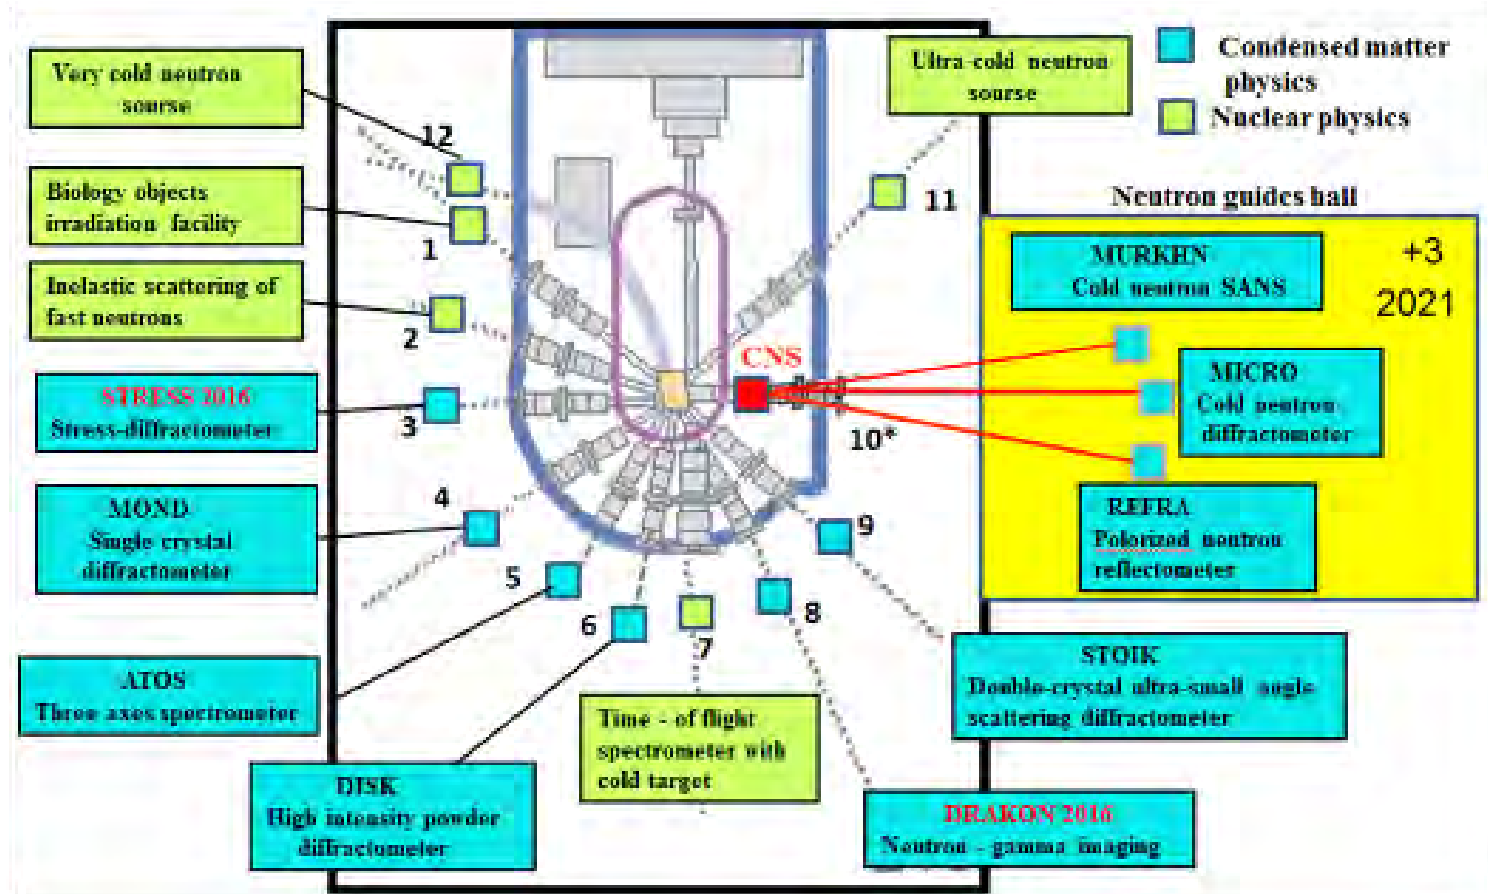 Very cold neutron
sourse
Biology objects
irradiation facility
Inelastic scattering of
fast neutrons
STRESS 2016
Stress-diffractometer
MOND
Single crystal
diffractometer
ATOS
Three axes spectrometer
DISK
High intensity powder
diffractometer
Time - of flight
spectrometer with
cold target
DRAKON 2016
Neutron - gamma imaging
STOIK
Double-crystal ultra-small angle
scattering diffractometer
Ultra-cold neutron
sourse
Condensed matter
physics
Nuclear physics
Neutron guides hall
MURKEN
Cold neutron SANS
+3
2021
MICRO
Cold neutron
diffractometer
REFRA
Polorized neutron
reflectometer
CNS
12
1
2
3
4
5
6
7
8
9
10*
11